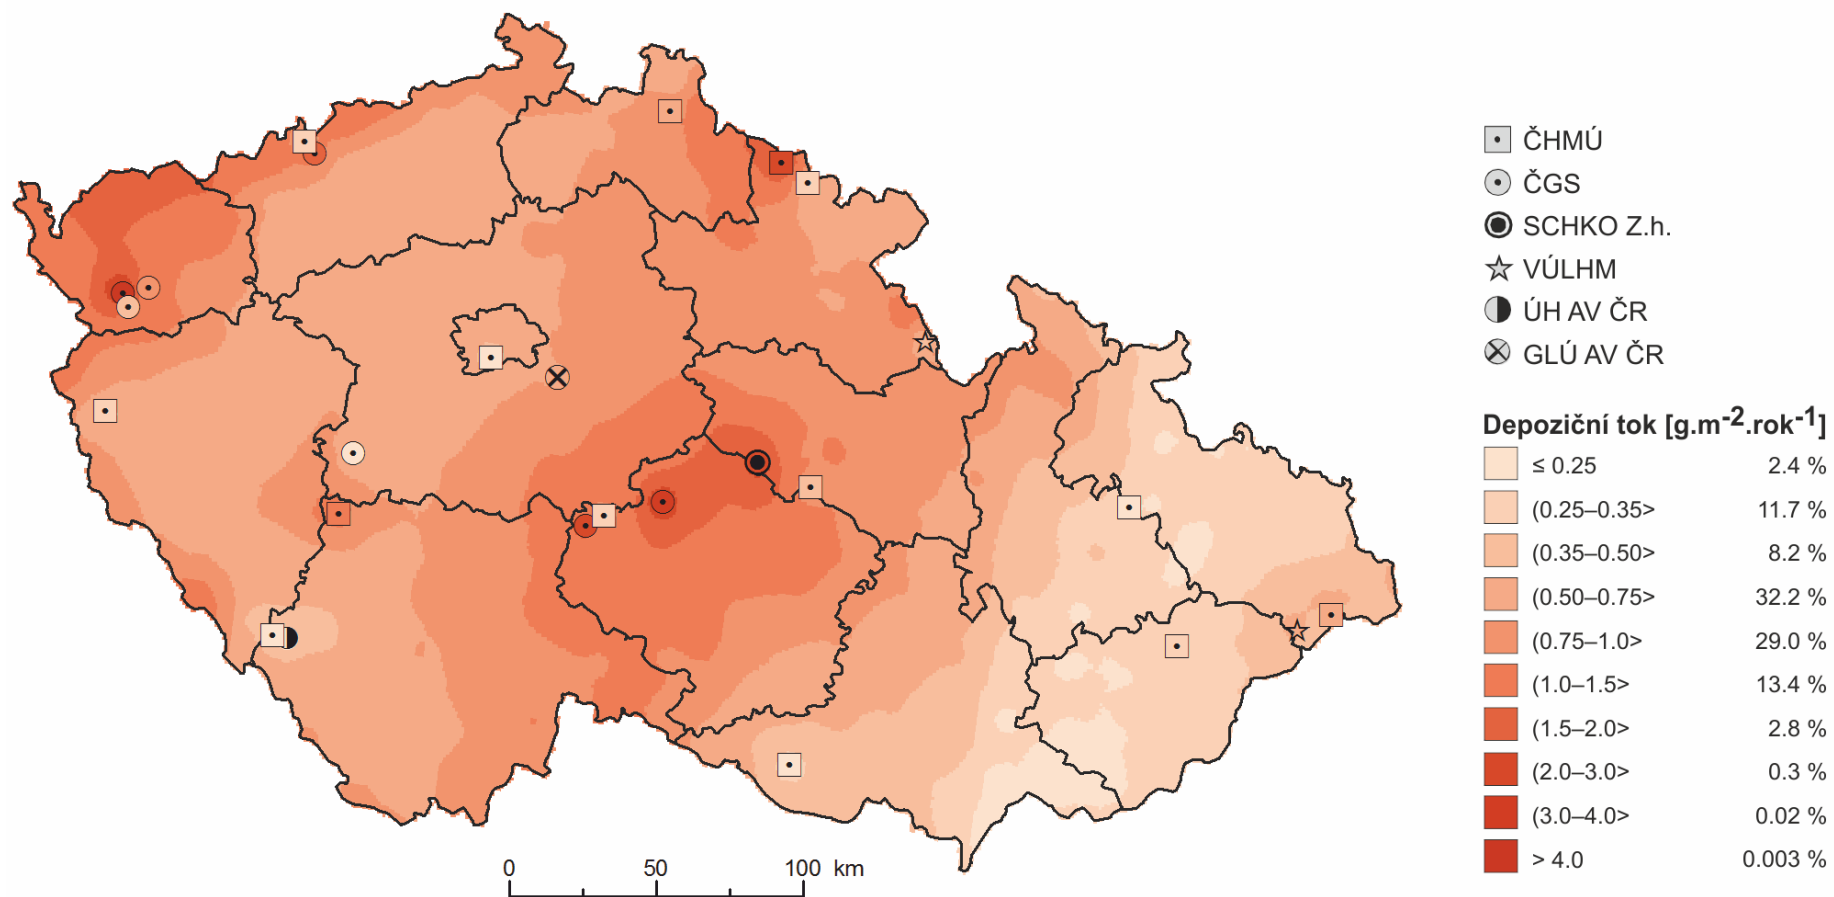 ČHMÚ
ČGS
SCHKO Z.h.
VÚLHM
ÚH AV ČR
GLÚ AV ČR
Depoziční tok [g.m-2.rok-1]
≤ 0.25 2.4 %
(0.25–0.35> 11.7 %
(0.35–0.50> 8.2 %
(0.50–0.75> 32.2 %
(0.75–1.0> 29.0 %
(1.0–1.5> 13.4 %
(1.5–2.0> 2.8 %
(2.0–3.0> 0.3 %
(3.0–4.0> 0.02 %
> 4.0 0.003 %
0 50 100 km